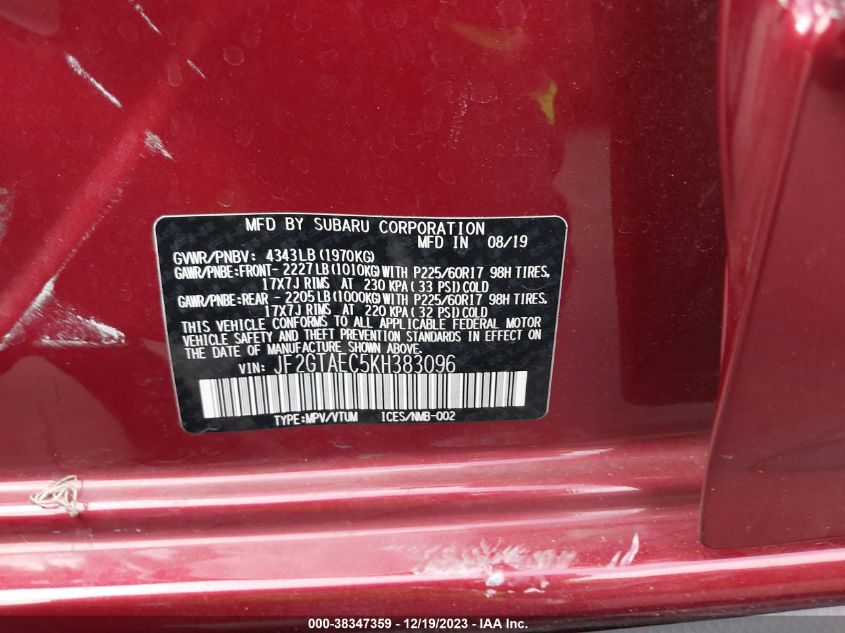 MFD BY SUBARU CORPORATION
MFD IN 08/19
GVWR/PNBV: 4343LB(1970KG)
GAWR/PNBE:FRONT-2227LB(1010KG)WITH P225/60R17 98H TIRES,
17X7J RIMS AT 230 KPA( 33 PSI)COLD
GAWR/PNBE:REAR -2205LB(1000KG)WITH P225/60R17 98H TIRES,
17X7J RIMS AT 220 KPA( 32 PSI)COLD
THIS VEHICLE CONFORMS TO ALL APPLICABLE FEDERAL MOTOR
VEHICLE SAFETY AND THEFT PREVENTION STANDARDS IN EFFECT
ON THE DATE OF MANUFACTURE SHOWN ABOVE.
VIN: JF2GTAEC5KH383096
TYPE:MPV/VTUM ICES/NMB-002
000-38347359 - 12/19/2023 - IAA Inc.